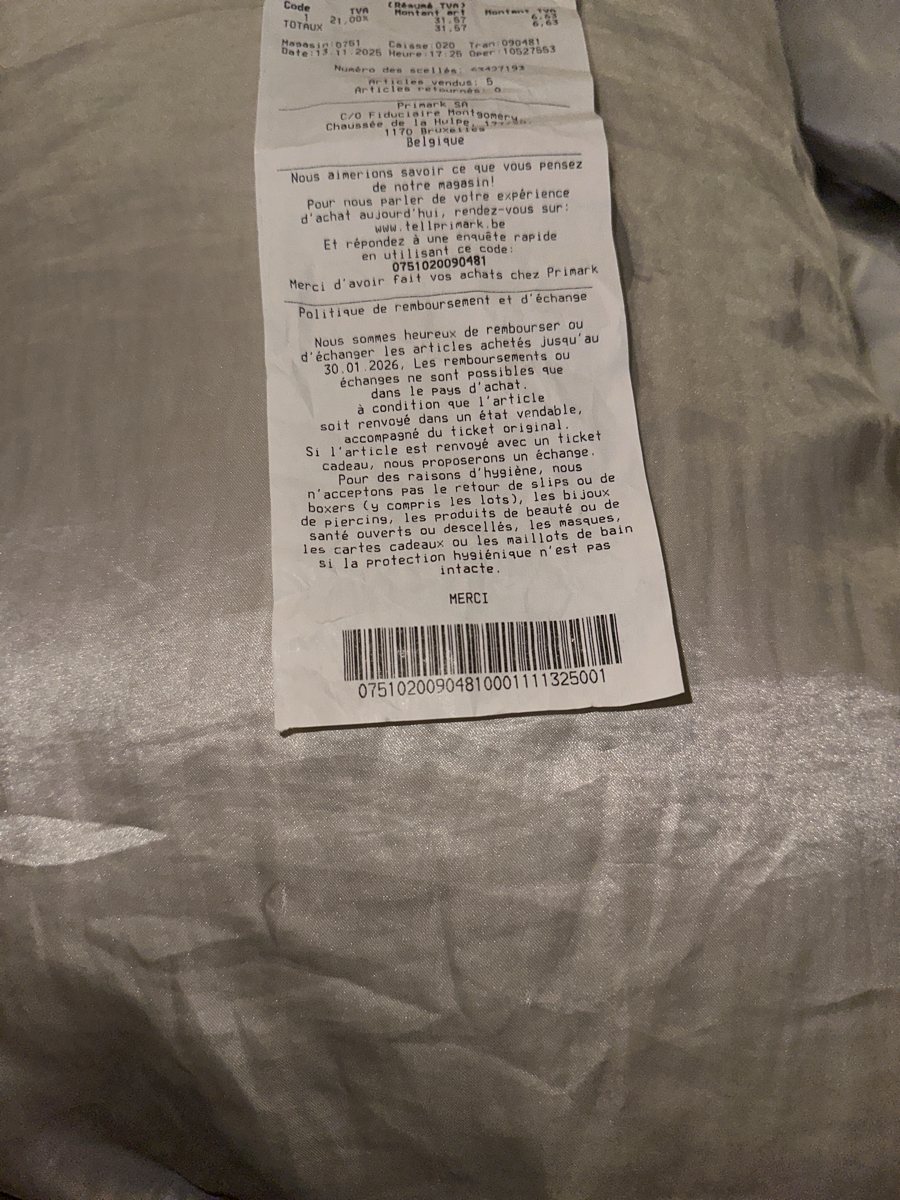 Code TVA (Résumé TVA) Montant art Montant TVA
1 21,00% 31.57 6.63
TOTAUX 31.57 6.63
Magasin:0751 Caisse:020 Tran:090481
Date:13.11.2025 Heure:17:25 Oper:10527553
Numéro des scellés:
Articles vendus: 5
Articles retournés: 0
Primark SA
C/O Fiduciaire Montgomery
Chaussée de la Hulpe,
1170 Bruxelles
Belgique
Nous aimerions savoir ce que vous pensez
de notre magasin!
Pour nous parler de votre expérience
d'achat aujourd'hui, rendez-vous sur:
www.tellprimark.be
Et répondez à une enquête rapide
en utilisant ce code:
0751020090481
Merci d'avoir fait vos achats chez Primark
Politique de remboursement et d'échange
Nous sommes heureux de rembourser ou
d'échanger les articles achetés jusqu'au
30.01.2026, Les remboursements ou
échanges ne sont possibles que
dans le pays d'achat.
à condition que l'article
soit renvoyé dans un état vendable,
accompagné du ticket original.
Si l'article est renvoyé avec un ticket
cadeau, nous proposerons un échange.
Pour des raisons d'hygiène, nous
n'acceptons pas le retour de slips ou de
boxers (y compris les lots), les bijoux
de piercing, les produits de beauté ou de
santé ouverts ou descellés, les masques,
les cartes cadeaux ou les maillots de bain
si la protection hygiénique n'est pas
intacte.
MERCI
07510200904810001111325001